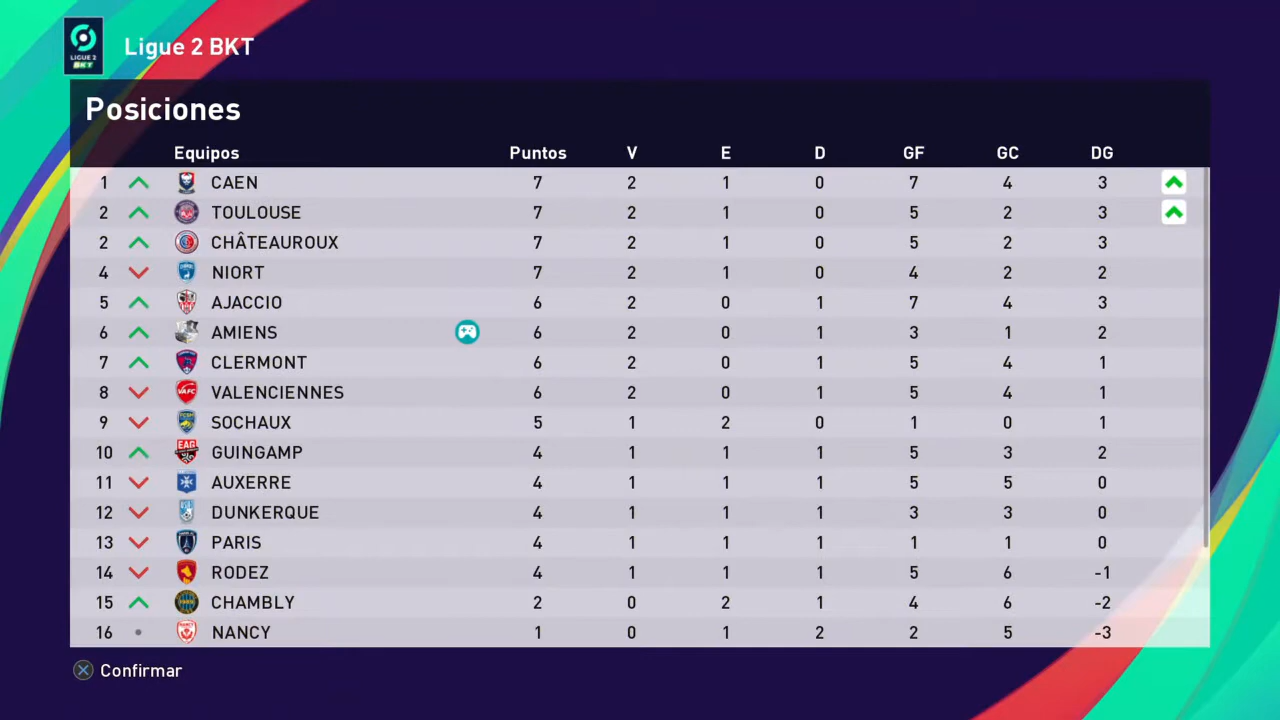 LIGUE 2
BKT
Ligue 2 BKT
Posiciones
Equipos Puntos V E D GF GC DG
1 CAEN 7 2 1 0 7 4 3
2 TOULOUSE 7 2 1 0 5 2 3
2 CHÂTEAUROUX 7 2 1 0 5 2 3
4 NIORT 7 2 1 0 4 2 2
5 AJACCIO 6 2 0 1 7 4 3
6 AMIENS 6 2 0 1 3 1 2
7 CLERMONT 6 2 0 1 5 4 1
8 VAFC VALENCIENNES 6 2 0 1 5 4 1
9 SOCHAUX 5 1 2 0 1 0 1
10 EAG GUINGAMP 4 1 1 1 5 3 2
11 AUXERRE 4 1 1 1 5 5 0
12 DUNKERQUE 4 1 1 1 3 3 0
13 PARIS 4 1 1 1 1 1 0
14 RODEZ 4 1 1 1 5 6 -1
15 CHAMBLY 2 0 2 1 4 6 -2
16 NANCY 1 0 1 2 2 5 -3
Confirmar